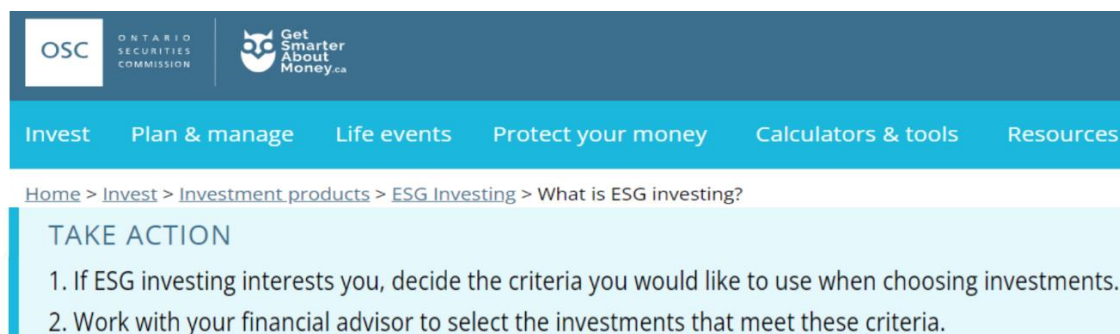 OSC
ONTARIO
SECURITIES
COMMISSION
Get
Smarter
About
Money.ca
Invest Plan & manage Life events Protect your money Calculators & tools Resources
Home > Invest > Investment products > ESG Investing > What is ESG investing?
TAKE ACTION
1. If ESG investing interests you, decide the criteria you would like to use when choosing investments.
2. Work with your financial advisor to select the investments that meet these criteria.